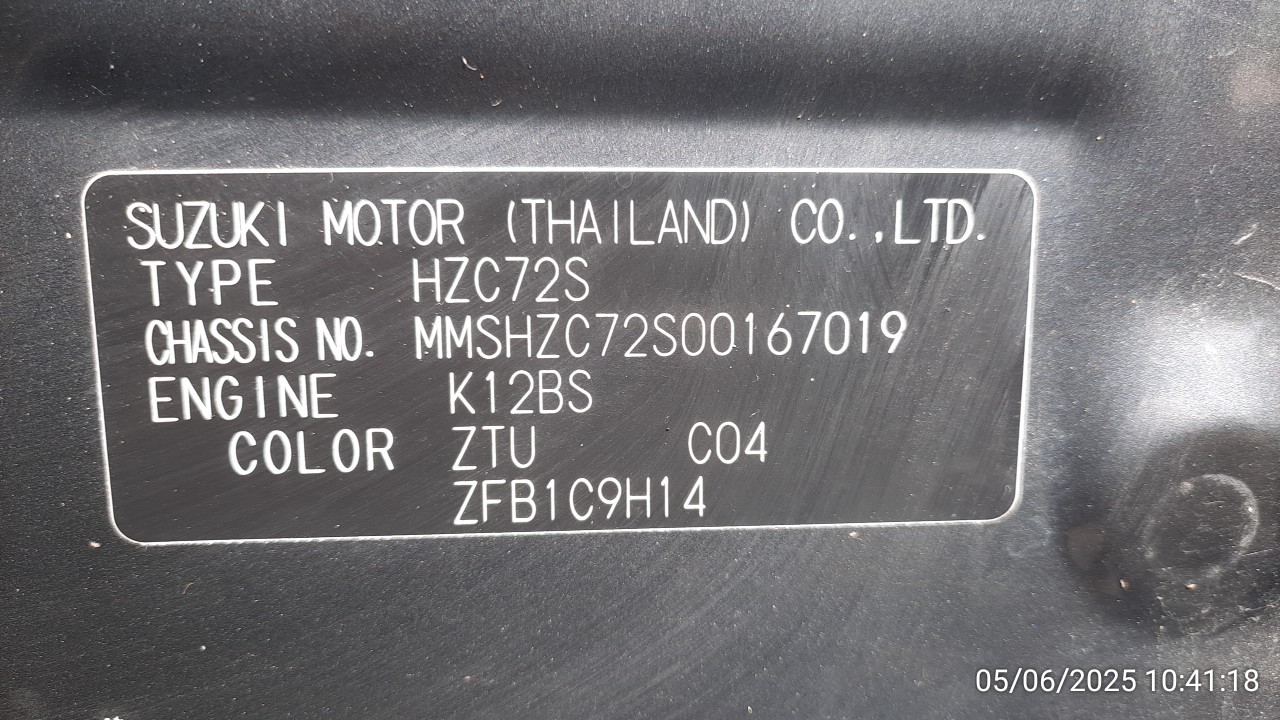 SUZUKI MOTOR (THAILAND) CO.,LTD.
TYPE HZC72S
CHASSIS NO. MMSHZC72S00167019
ENGINE K12BS
COLOR ZTU C04
ZFB1C9H14
05/06/2025 10:41:18